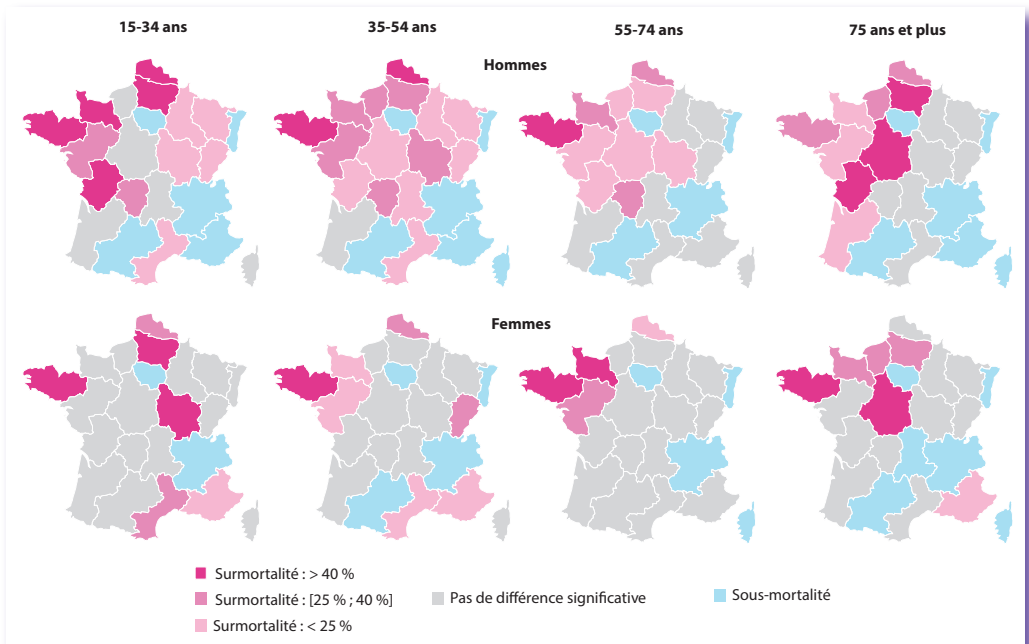 15-34 ans
35-54 ans
55-74 ans
75 ans et plus
Hommes
Femmes
Surmortalité : > 40 %
Surmortalité : [25 % ; 40 %]
Pas de différence significative
Sous-mortalité
Surmortalité : < 25 %